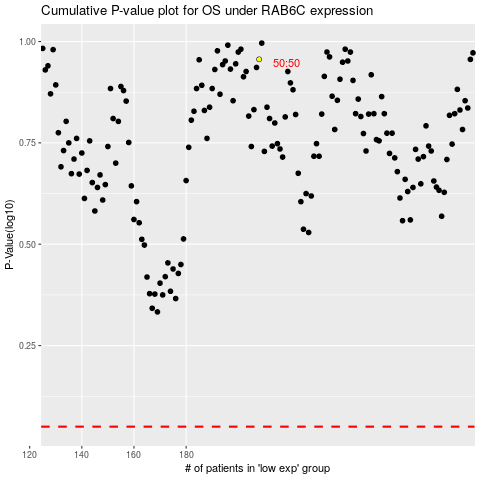 Cumulative P-value plot for OS under RAB6C expression
P-Value(log10)
1.00
0.75
0.50
0.25
50:50
120 140 160 180
# of patients in 'low exp' group